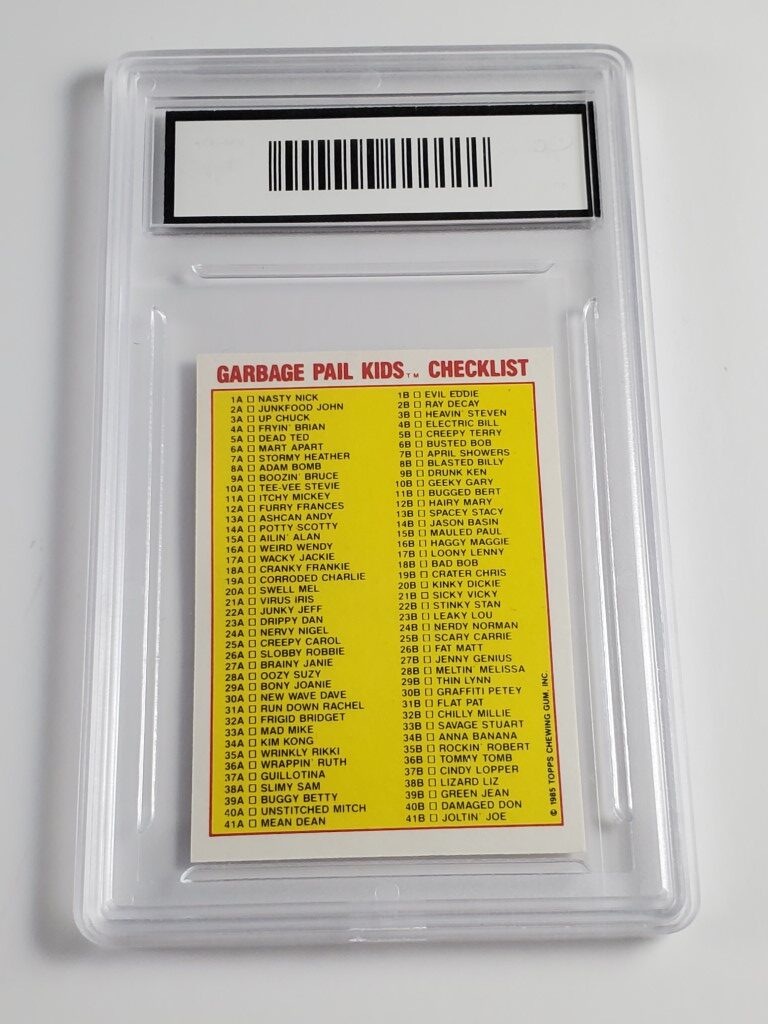 GARBAGE PAIL KIDS™ CHECKLIST
1A □ NASTY NICK
2A □ JUNKFOOD JOHN
3A □ UP CHUCK
4A □ FRYIN' BRIAN
5A □ DEAD TED
6A □ MART APART
7A □ STORMY HEATHER
8A □ ADAM BOMB
9A □ BOOZIN' BRUCE
10A □ TEE-VEE STEVIE
11A □ ITCHY MICKEY
12A □ FURRY FRANCES
13A □ ASHCAN ANDY
14A □ POTTY SCOTTY
15A □ AILIN' ALAN
16A □ WEIRD WENDY
17A □ WACKY JACKIE
18A □ CRANKY FRANKIE
19A □ CORRODED CHARLIE
20A □ SWELL MEL
21A □ VIRUS IRIS
22A □ JUNKY JEFF
23A □ DRIPPY DAN
24A □ NERVY NIGEL
25A □ CREEPY CAROL
26A □ SLOBBY ROBBIE
27A □ BRAINY JANIE
28A □ OOZY SUZY
29A □ BONY JOANIE
30A □ NEW WAVE DAVE
31A □ RUN DOWN RACHEL
32A □ FRIGID BRIDGET
33A □ MAD MIKE
34A □ KIM KONG
35A □ WRINKLY RIKKI
36A □ WRAPPIN' RUTH
37A □ GUILLOTINA
38A □ SLIMY SAM
39A □ BUGGY BETTY
40A □ UNSTITCHED MITCH
41A □ MEAN DEAN
1B □ EVIL EDDIE
2B □ RAY DECAY
3B □ HEAVIN' STEVEN
4B □ ELECTRIC BILL
5B □ CREEPY TERRY
6B □ BUSTED BOB
7B □ APRIL SHOWERS
8B □ BLASTED BILLY
9B □ DRUNK KEN
10B □ GEEKY GARY
11B □ BUGGED BERT
12B □ HAIRY MARY
13B □ SPACEY STACY
14B □ JASON BASIN
15B □ MAULED PAUL
16B □ HAGGY MAGGIE
17B □ LOONY LENNY
18B □ BAD BOB
19B □ CRATER CHRIS
20B □ KINKY DICKIE
21B □ SICKY VICKY
22B □ STINKY STAN
23B □ LEAKY LOU
24B □ NERDY NORMAN
25B □ SCARY CARRIE
26B □ FAT MATT
27B □ JENNY GENIUS
28B □ MELTIN' MELISSA
29B □ THIN LYNN
30B □ GRAFFITI PETEY
31B □ FLAT PAT
32B □ CHILLY MILLIE
33B □ SAVAGE STUART
34B □ ANNA BANANA
35B □ ROCKIN' ROBERT
36B □ TOMMY TOMB
37B □ CINDY LOPPER
38B □ LIZARD LIZ
39B □ GREEN JEAN
40B □ DAMAGED DON
41B □ JOLTIN' JOE
© 1985 TOPPS CHEWING GUM, INC.